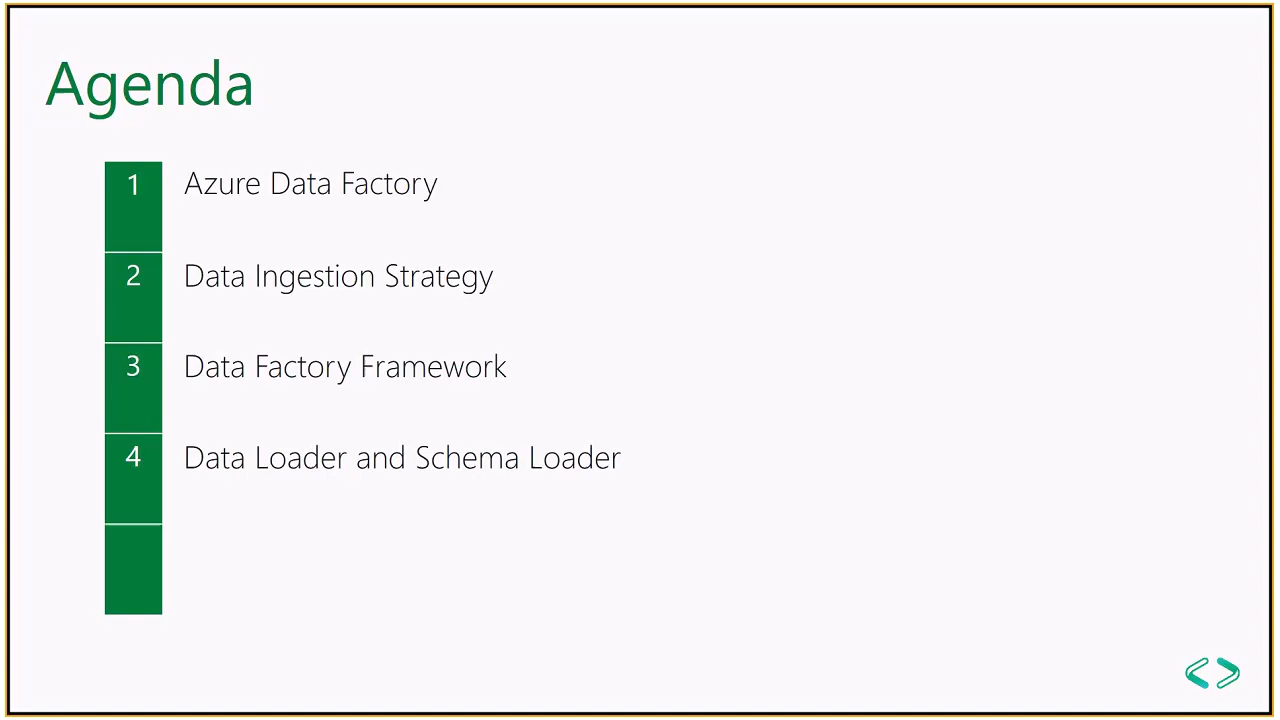 Agenda
1 Azure Data Factory
2 Data Ingestion Strategy
3 Data Factory Framework
4 Data Loader and Schema Loader